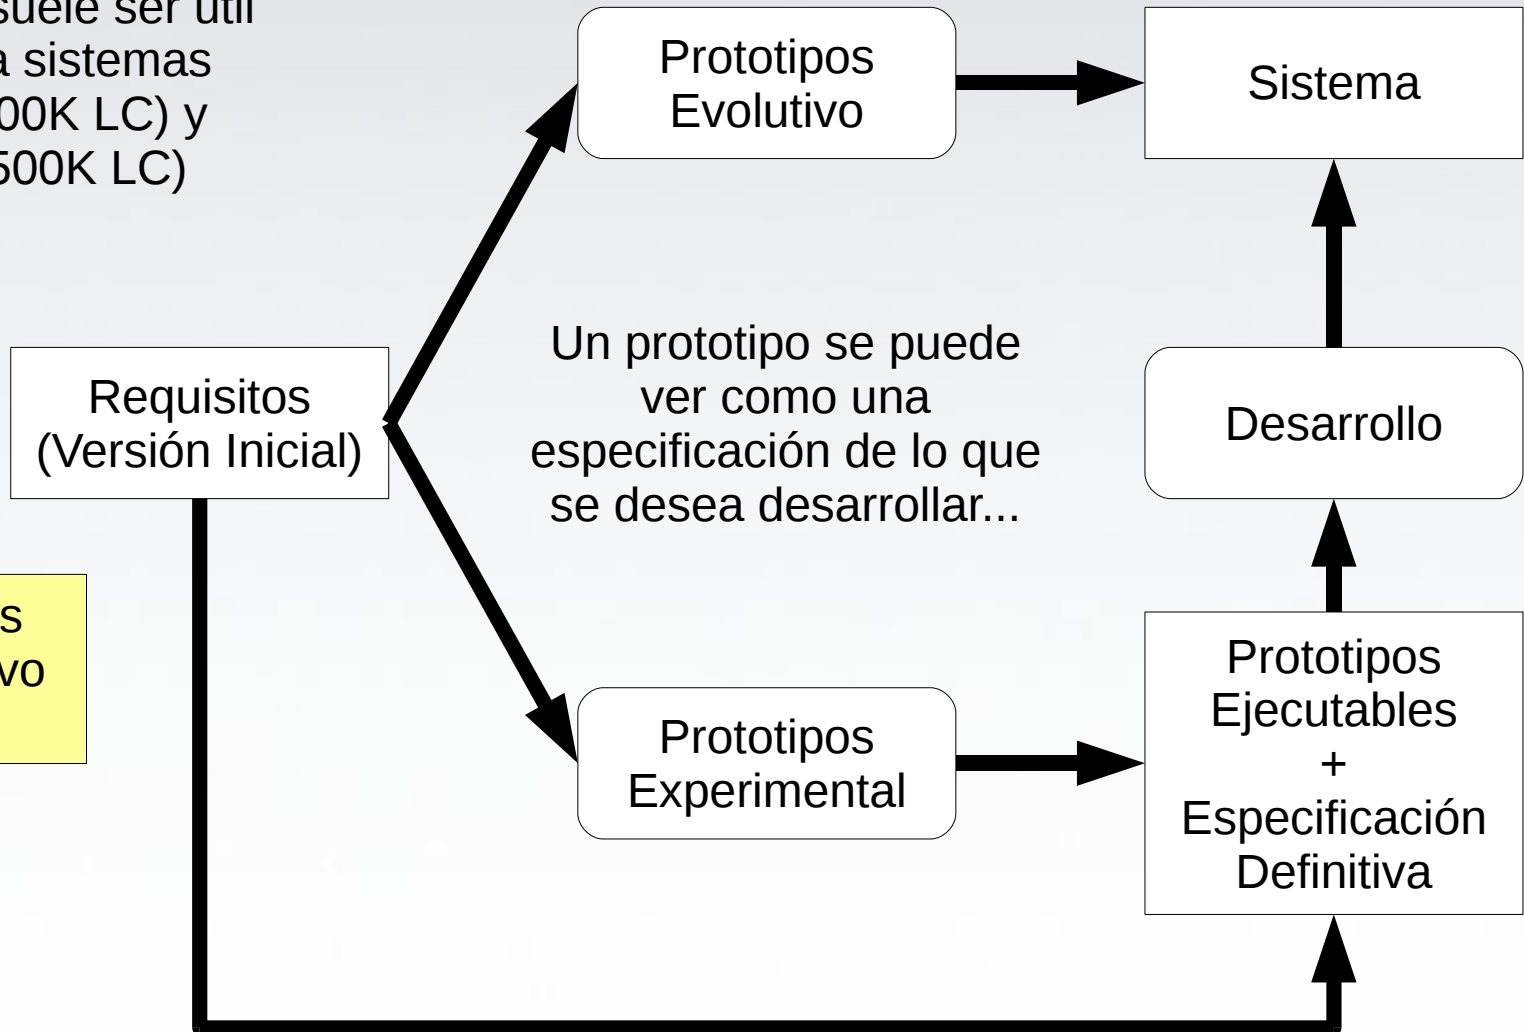 suele ser útil
a sistemas
00K LC) y
500K LC)
Prototipos
Evolutivo
Sistema
Requisitos
(Versión Inicial)
Un prototipo se puede
ver como una
especificación de lo que
se desea desarrollar...
Desarrollo
s
vo
Prototipos
Experimental
Prototipos
Ejecutables
+
Especificación
Definitiva